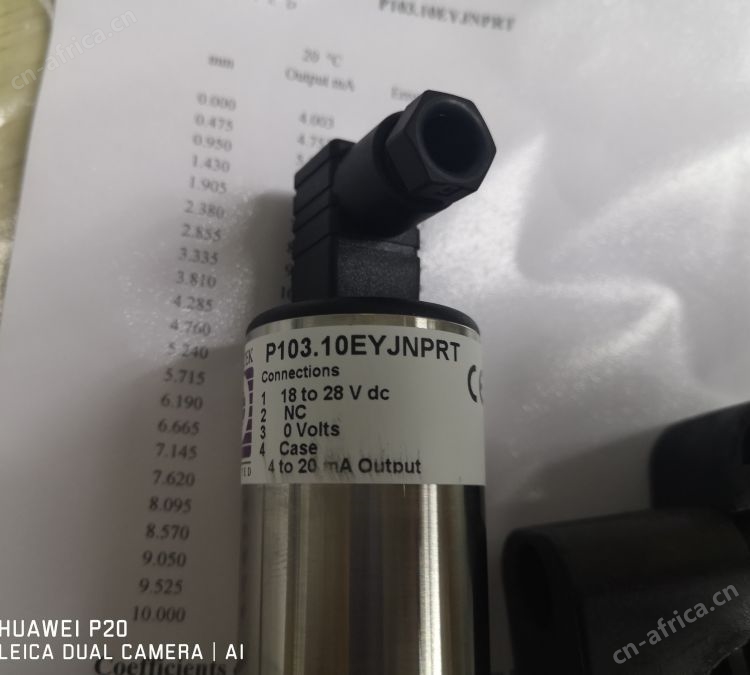 P103.10EYJNPRT
mm
20 °C
Output mA
0.000
4.003
0.475
0.950
1.430
1.905
2.380
2.855
3.335
3.810
4.285
4.760
5.240
5.715
6.190
6.665
7.145
7.620
8.095
8.570
9.050
9.525
10.000
Coefficients
P103.10EYJNPRT
Connections
1 18 to 28 V dc
2 NC
3 0 Volts
4 Case
4 to 20 mA Output
CE
HUAWEI P20
LEICA DUAL CAMERA | AI
cn-africa.cn
cn-africa.cn